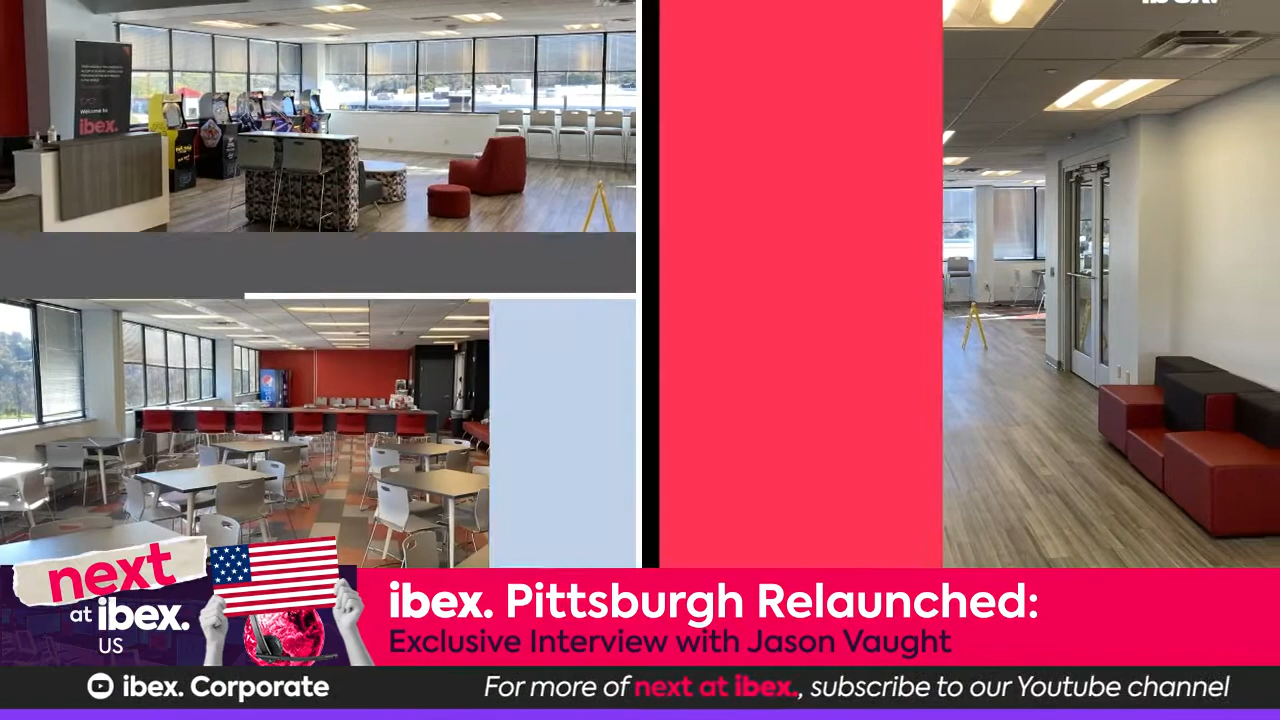 ibex.
Welcome to
ibex.
next
at ibex.
US
ibex. Pittsburgh Relaunched:
Exclusive Interview with Jason Vaught
ibex. Corporate
For more of next at ibex., subscribe to our Youtube channel